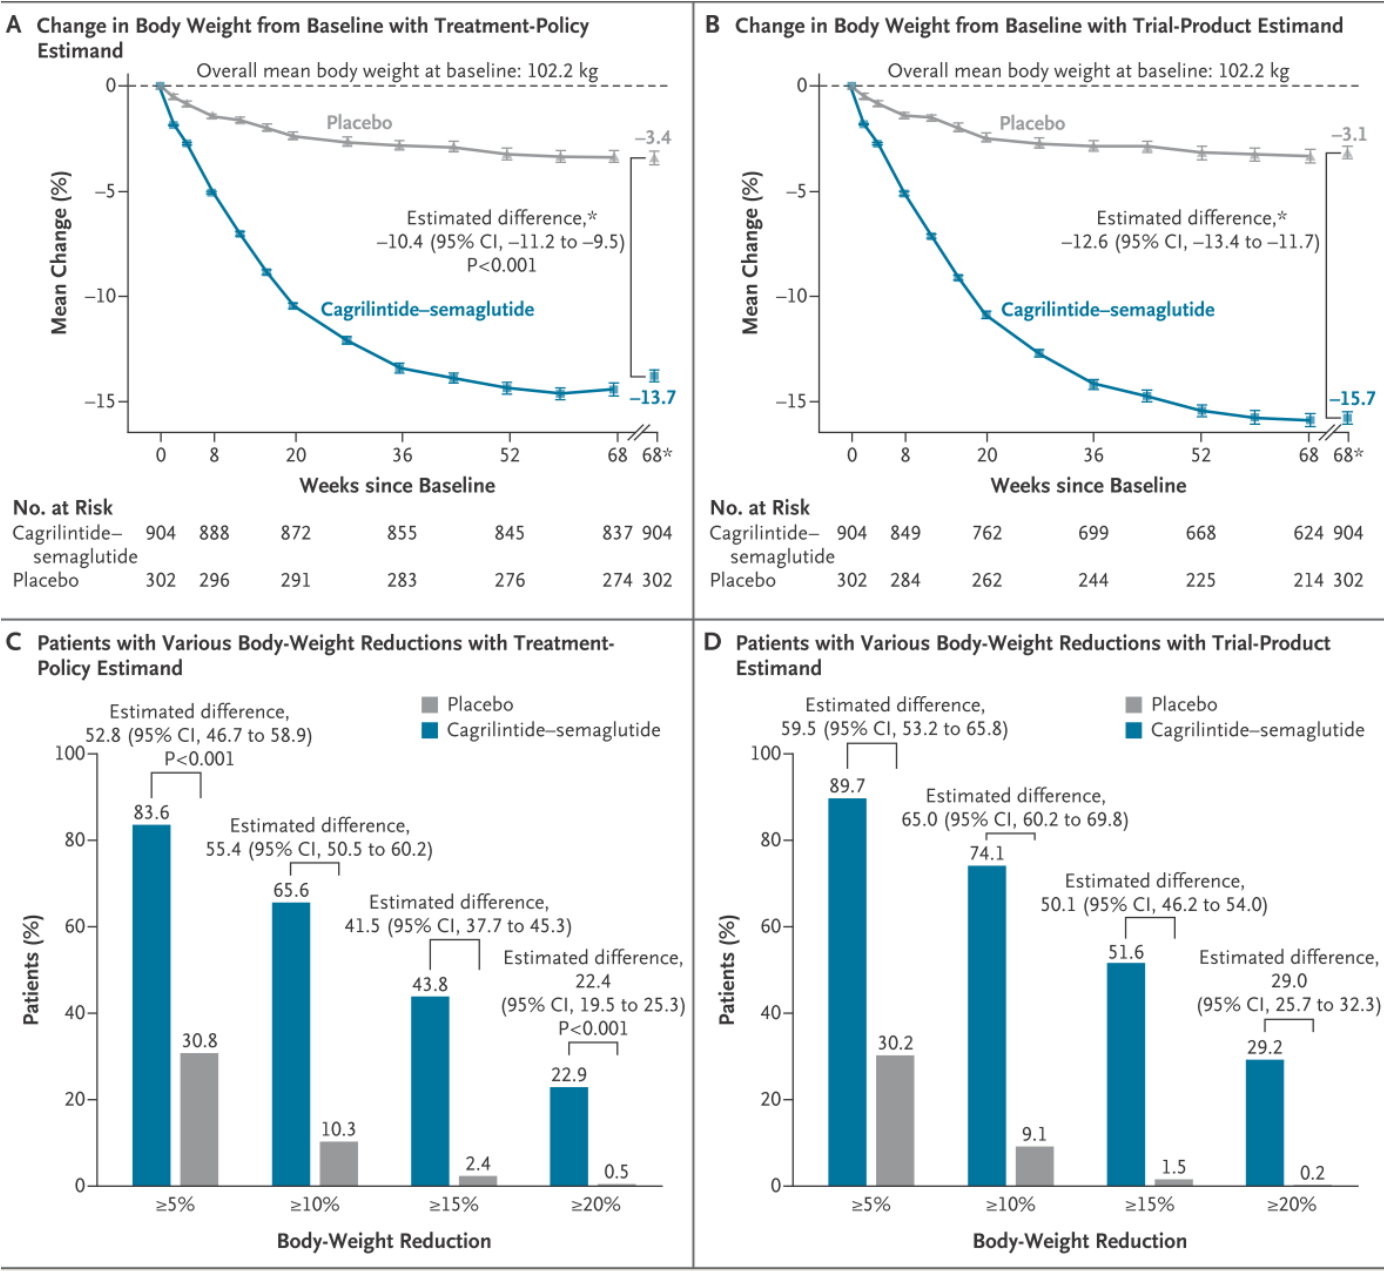 A Change in Body Weight from Baseline with Treatment-Policy
Estimand
Overall mean body weight at baseline: 102.2 kg
0
−5
−10
−15
Mean Change (%)
Placebo
−3.4
Estimated difference,*
−10.4 (95% CI, −11.2 to −9.5)
P<0.001
Cagrilintide–semaglutide
−13.7
0 8 20 36 52 68 68*
Weeks since Baseline
No. at Risk
Cagrilintide–
semaglutide
904 888 872 855 845 837 904
Placebo 302 296 291 283 276 274 302
B Change in Body Weight from Baseline with Trial-Product Estimand
Overall mean body weight at baseline: 102.2 kg
0
−5
−10
−15
Mean Change (%)
Placebo
−3.1
Estimated difference,*
−12.6 (95% CI, −13.4 to −11.7)
Cagrilintide–semaglutide
−15.7
0 8 20 36 52 68 68*
Weeks since Baseline
No. at Risk
Cagrilintide–
semaglutide
904 849 762 699 668 624 904
Placebo 302 284 262 244 225 214 302
C Patients with Various Body-Weight Reductions with Treatment-
Policy Estimand
Placebo
Cagrilintide–semaglutide
Estimated difference,
52.8 (95% CI, 46.7 to 58.9)
P<0.001
Estimated difference,
55.4 (95% CI, 50.5 to 60.2)
Estimated difference,
41.5 (95% CI, 37.7 to 45.3)
Estimated difference,
22.4
(95% CI, 19.5 to 25.3)
P<0.001
100
80
60
40
20
0
Patients (%)
83.6
30.8
65.6
10.3
43.8
2.4
22.9
0.5
≥5% ≥10% ≥15% ≥20%
Body-Weight Reduction
D Patients with Various Body-Weight Reductions with Trial-Product
Estimand
Placebo
Cagrilintide–semaglutide
Estimated difference,
59.5 (95% CI, 53.2 to 65.8)
Estimated difference,
65.0 (95% CI, 60.2 to 69.8)
Estimated difference,
50.1 (95% CI, 46.2 to 54.0)
Estimated difference,
29.0
(95% CI, 25.7 to 32.3)
100
80
60
40
20
0
Patients (%)
89.7
30.2
74.1
9.1
51.6
1.5
29.2
0.2
≥5% ≥10% ≥15% ≥20%
Body-Weight Reduction